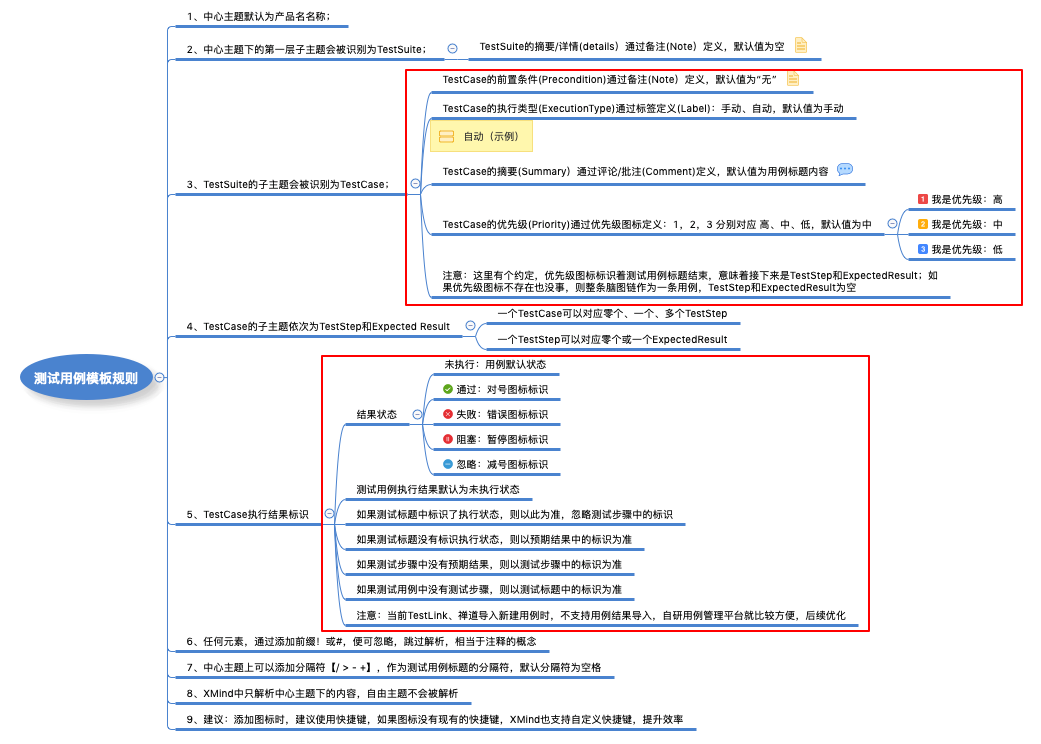 测试用例模板规则
1、中心主题默认为产品名名称；
2、中心主题下的第一层子主题会被识别为TestSuite；
TestSuite的摘要/详情(details）通过备注(Note）定义，默认值为空
3、TestSuite的子主题会被识别为TestCase；
TestCase的前置条件(Precondition)通过备注(Note）定义，默认值为“无”
TestCase的执行类型(ExecutionType)通过标签定义(Label)：手动、自动，默认值为手动
自动（示例）
TestCase的摘要(Summary）通过评论/批注(Comment)定义，默认值为用例标题内容
TestCase的优先级(Priority)通过优先级图标定义：1，2，3 分别对应 高、中、低，默认值为中
1 我是优先级：高
2 我是优先级：中
3 我是优先级：低
注意：这里有个约定，优先级图标标识着测试用例标题结束，意味着接下来是TestStep和ExpectedResult；如
果优先级图标不存在也没事，则整条脑图链作为一条用例，TestStep和ExpectedResult为空
4、TestCase的子主题依次为TestStep和Expected Result
一个TestCase可以对应零个、一个、多个TestStep
一个TestStep可以对应零个或一个ExpectedResult
5、TestCase执行结果标识
结果状态
未执行：用例默认状态
通过：对号图标标识
失败：错误图标标识
阻塞：暂停图标标识
忽略：减号图标标识
测试用例执行结果默认为未执行状态
如果测试标题中标识了执行状态，则以此为准，忽略测试步骤中的标识
如果测试标题没有标识执行状态，则以预期结果中的标识为准
如果测试步骤中没有预期结果，则以测试步骤中的标识为准
如果测试用例中没有测试步骤，则以测试标题中的标识为准
注意：当前TestLink、禅道导入新建用例时，不支持用例结果导入，自研用例管理平台就比较方便，后续优化
6、任何元素，通过添加前缀！或#，便可忽略，跳过解析，相当于注释的概念
7、中心主题上可以添加分隔符【/ > - +】，作为测试用例标题的分隔符，默认分隔符为空格
8、XMind中只解析中心主题下的内容，自由主题不会被解析
9、建议：添加图标时，建议使用快捷键，如果图标没有现有的快捷键，XMind也支持自定义快捷键，提升效率